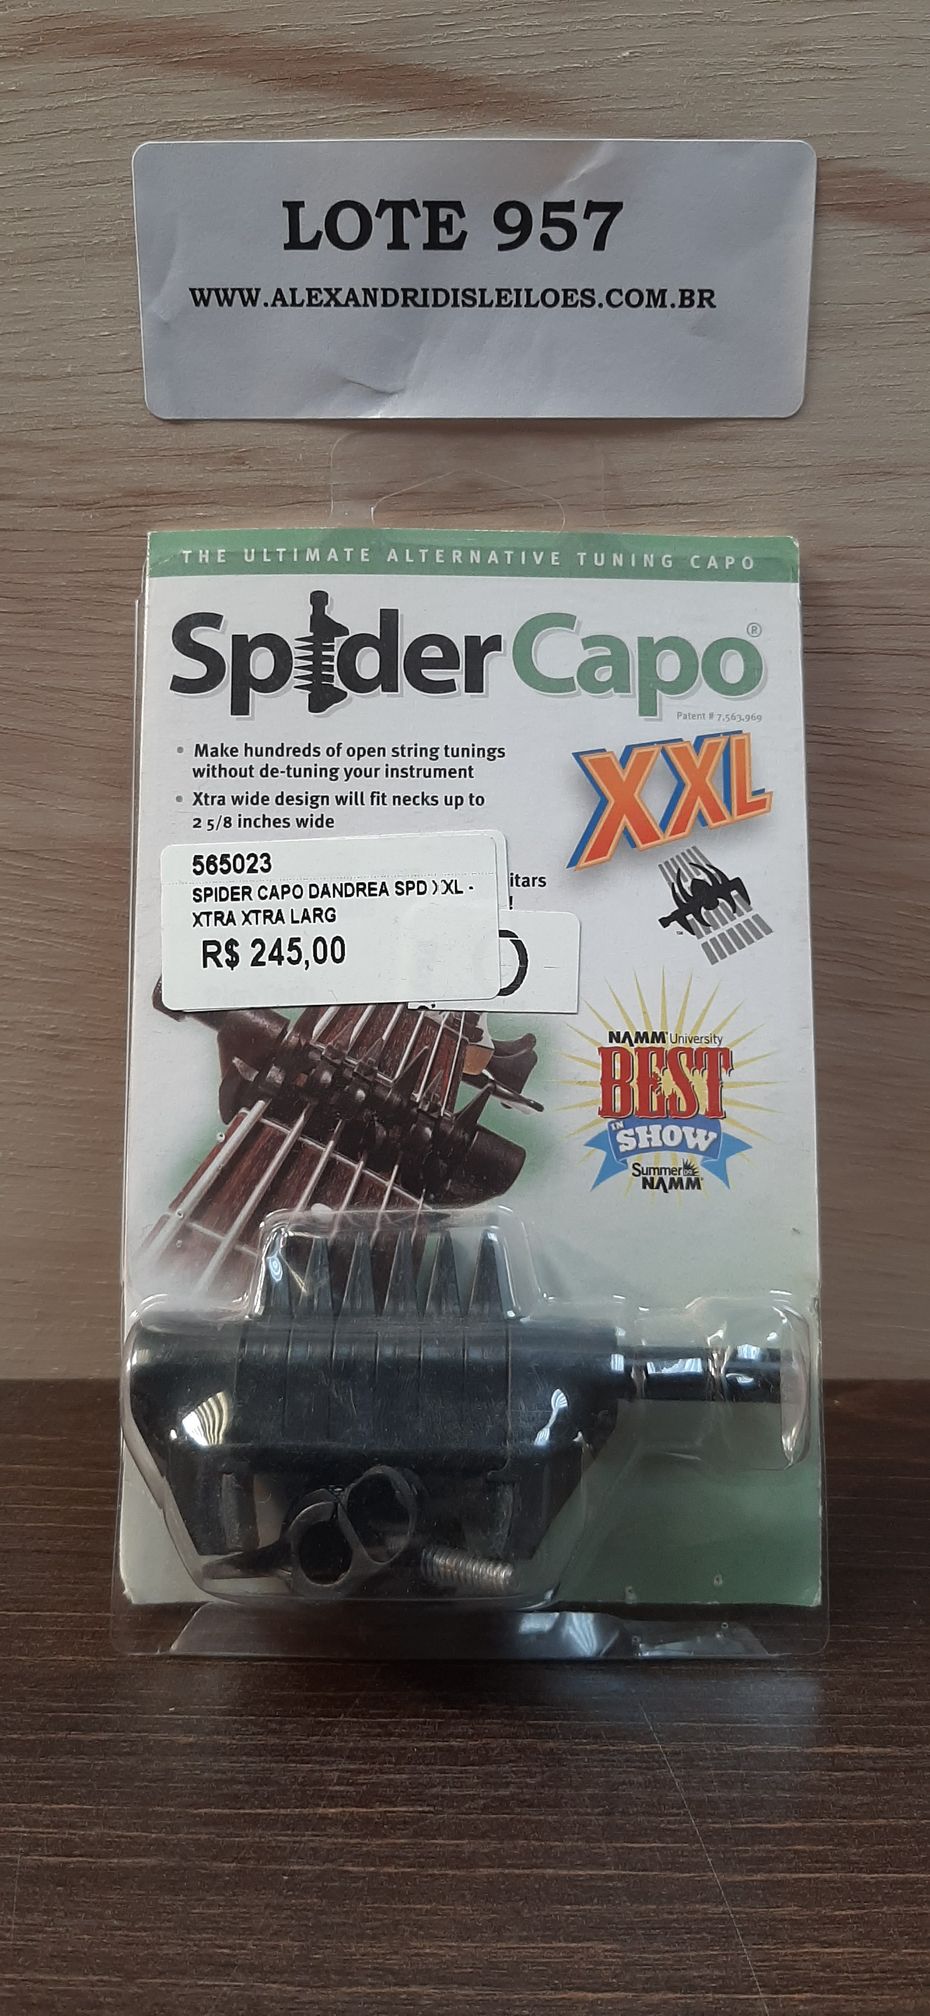 LOTE 957
WWW.ALEXANDRIDISLEILOES.COM.BR
THE ULTIMATE ALTERNATIVE TUNING CAPO
SpiderCapo®
Patent # 7,563,969
• Make hundreds of open string tunings
without de-tuning your instrument
• Xtra wide design will fit necks up to
2 5/8 inches wide
XXL
565023
SPIDER CAPO DANDREA SPD XXL -
XTRA XTRA LARG
R$ 245,00
NAMM University
BEST
IN
SHOW
Summer
NAMM